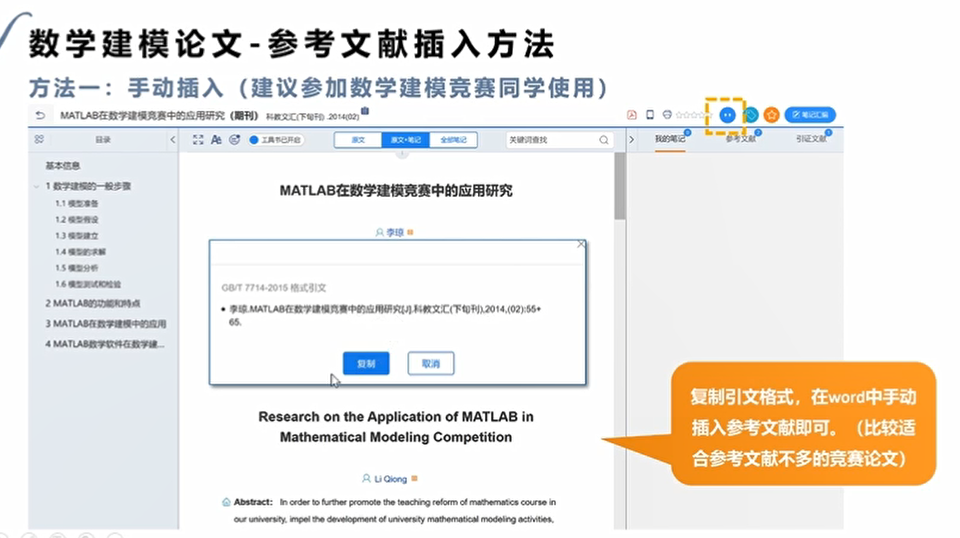 数学建模论文-参考文献插入方法
方法一：手动插入（建议参加数学建模竞赛同学使用）
MATLAB在数学建模竞赛中的应用研究（期刊） 科教文汇(下旬刊) .2014(02)
笔记汇编
目录
工具书已开启
原文
原文+笔记
全部笔记
关键词查找
我的笔记
参考文献
引证文献
基本信息
1 数学建模的一般步骤
1.1 模型准备
1.2 模型假设
1.3 模型建立
1.4 模型的求解
1.5 模型分析
1.6 模型测试和检验
2 MATLAB的功能和特点
3 MATLAB在数学建模中的应用
4 MATLAB数学软件在数学建...
MATLAB在数学建模竞赛中的应用研究
李琼
GB/T 7714-2015 格式引文
李琼.MATLAB在数学建模竞赛中的应用研究[J].科教文汇(下旬刊),2014,(02):55+
65.
复制
取消
复制引文格式，在word中手动
插入参考文献即可。（比较适
合参考文献不多的竞赛论文）
Research on the Application of MATLAB in
Mathematical Modeling Competition
Li Qiong
Abstract: In order to further promote the teaching reform of mathematics course in
our university, impel the development of university mathematical modeling activities,